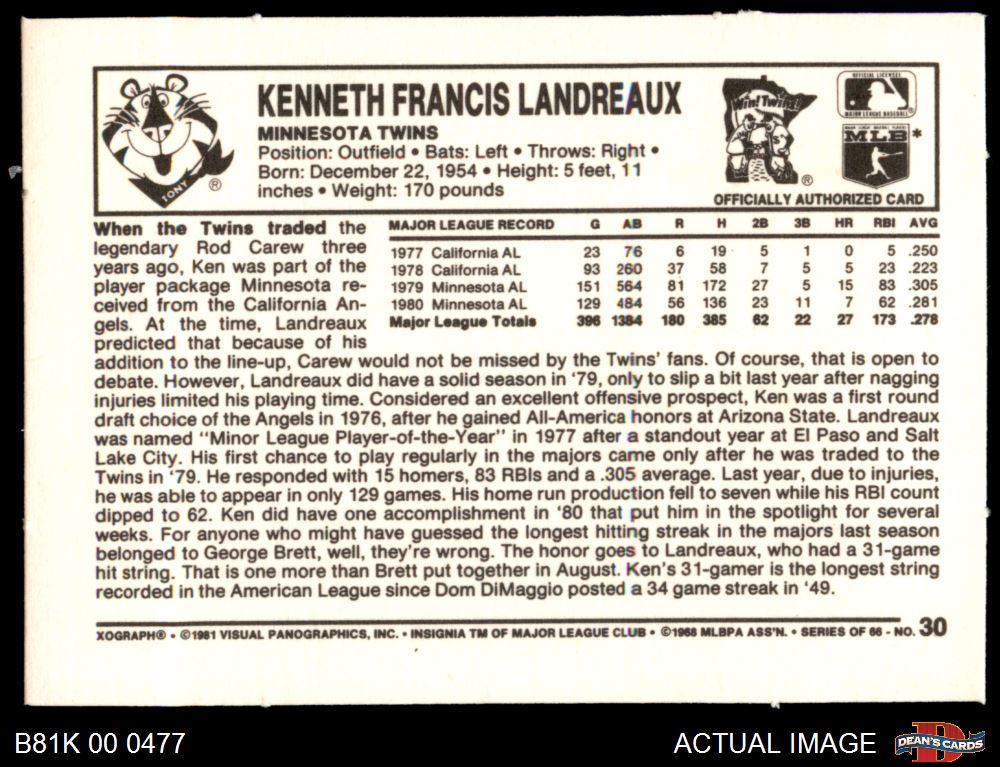 KENNETH FRANCIS LANDREAUX
MINNESOTA TWINS
Position: Outfield • Bats: Left • Throws: Right •
Born: December 22, 1954 • Height: 5 feet, 11
inches • Weight: 170 pounds
TONY ®
Win! Twins! ®
OFFICIAL LICENSEE
MAJOR LEAGUE BASEBALL
MAJOR LEAGUE BASEBALL PLAYERS
MLB *
OFFICIALLY AUTHORIZED CARD
MAJOR LEAGUE RECORD G AB R H 2B 3B HR RBI AVG
1977 California AL 23 76 6 19 5 1 0 5 .250
1978 California AL 93 260 37 58 7 5 5 23 .223
1979 Minnesota AL 151 564 81 172 27 5 15 83 .305
1980 Minnesota AL 129 484 56 136 23 11 7 62 .281
Major League Totals 396 1384 180 385 62 22 27 173 .278
When the Twins traded the
legendary Rod Carew three
years ago, Ken was part of the
player package Minnesota re-
ceived from the California An-
gels. At the time, Landreaux
predicted that because of his
addition to the line-up, Carew would not be missed by the Twins' fans. Of course, that is open to
debate. However, Landreaux did have a solid season in '79, only to slip a bit last year after nagging
injuries limited his playing time. Considered an excellent offensive prospect, Ken was a first round
draft choice of the Angels in 1976, after he gained All-America honors at Arizona State. Landreaux
was named "Minor League Player-of-the-Year" in 1977 after a standout year at El Paso and Salt
Lake City. His first chance to play regularly in the majors came only after he was traded to the
Twins in '79. He responded with 15 homers, 83 RBIs and a .305 average. Last year, due to injuries,
he was able to appear in only 129 games. His home run production fell to seven while his RBI count
dipped to 62. Ken did have one accomplishment in '80 that put him in the spotlight for several
weeks. For anyone who might have guessed the longest hitting streak in the majors last season
belonged to George Brett, well, they're wrong. The honor goes to Landreaux, who had a 31-game
hit string. That is one more than Brett put together in August. Ken's 31-gamer is the longest string
recorded in the American League since Dom DiMaggio posted a 34 game streak in '49.
XOGRAPH® • ©1981 VISUAL PANOGRAPHICS, INC. • INSIGNIA TM OF MAJOR LEAGUE CLUB • ©1968 MLBPA ASS'N. • SERIES OF 66 - NO. 30
B81K 00 0477
ACTUAL IMAGE
D
DEAN'S CARDS